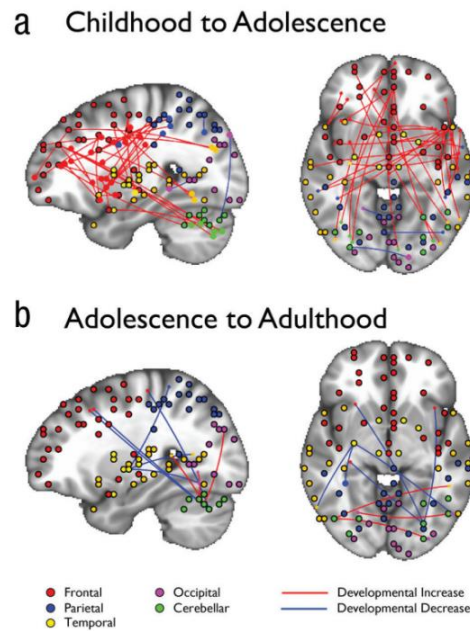 a Childhood to Adolescence
b Adolescence to Adulthood
Frontal Occipital Developmental Increase
Parietal Cerebellar Developmental Decrease
Temporal